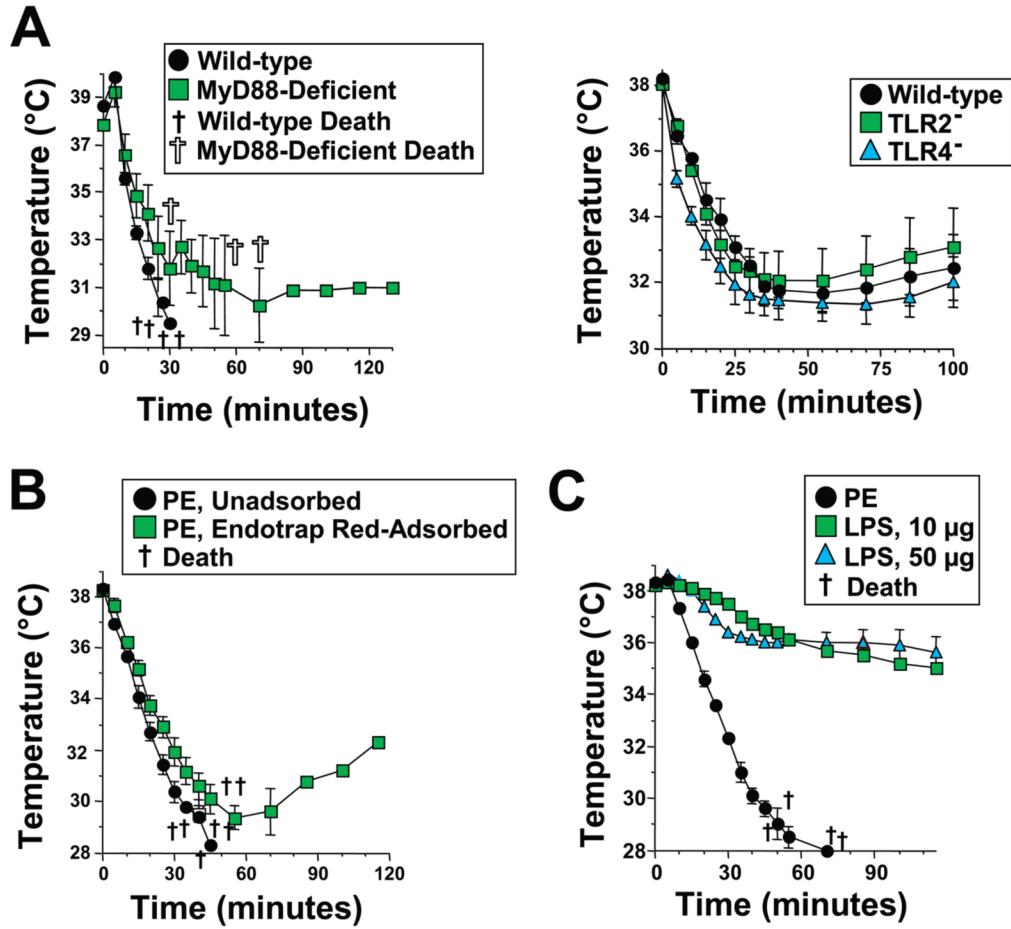 A
Wild-type
MyD88-Deficient
† Wild-type Death
✞ MyD88-Deficient Death
Temperature (°C)
39
37
35
33
31
29
0 30 60 90 120
Time (minutes)
Wild-type
TLR2-
TLR4-
Temperature (°C)
38
36
34
32
30
0 25 50 75 100
Time (minutes)
B
PE, Unadsorbed
PE, Endotrap Red-Adsorbed
† Death
Temperature (°C)
38
36
34
32
30
28
0 30 60 90 120
Time (minutes)
C
PE
LPS, 10 µg
LPS, 50 µg
† Death
Temperature (°C)
38
36
34
32
30
28
0 30 60 90
Time (minutes)